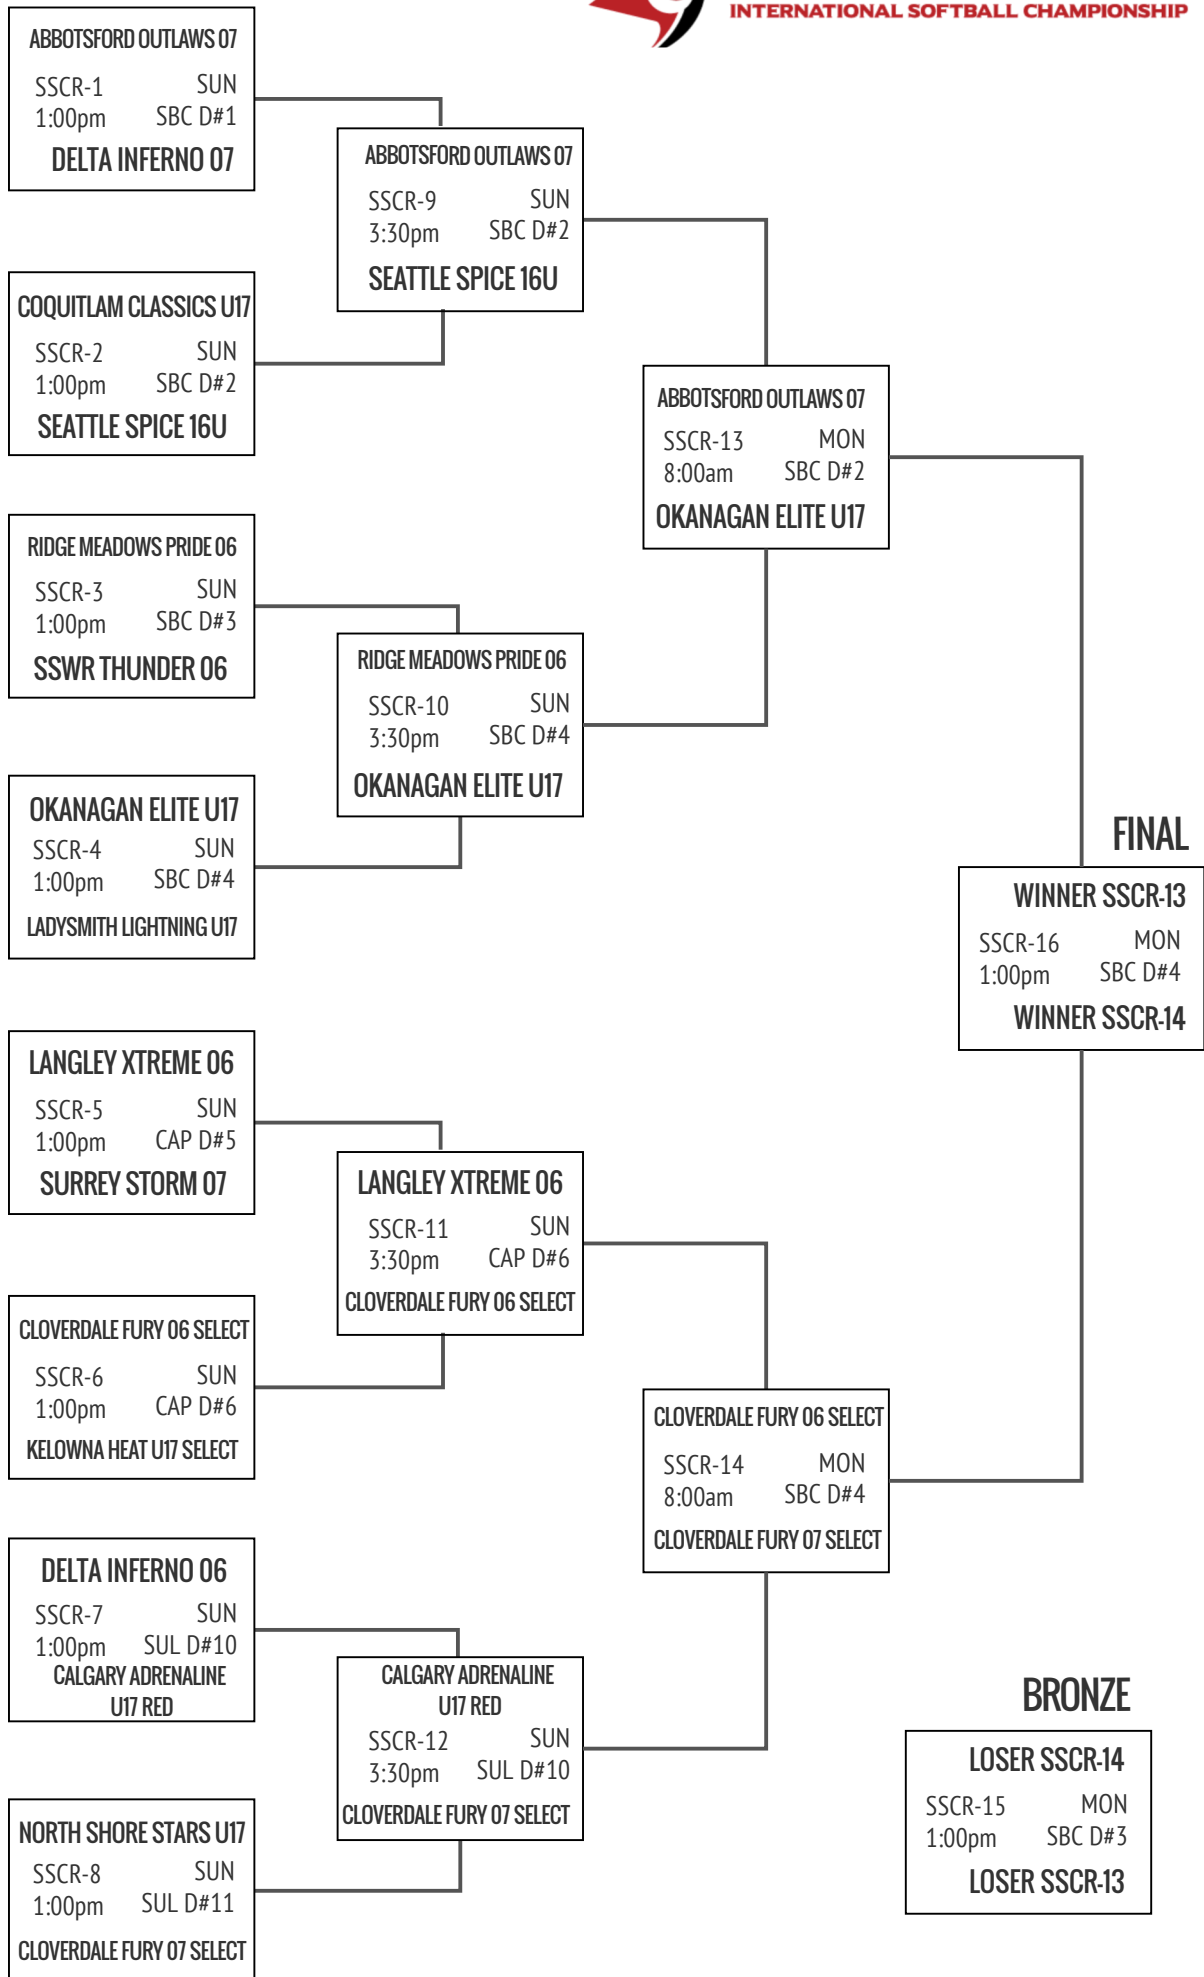 INTERNATIONAL SOFTBALL CHAMPIONSHIP
ABBOTSFORD OUTLAWS 07
SSCR-1 SUN
1:00pm SBC D#1
DELTA INFERNO 07
COQUITLAM CLASSICS U17
SSCR-2 SUN
1:00pm SBC D#2
SEATTLE SPICE 16U
RIDGE MEADOWS PRIDE 06
SSCR-3 SUN
1:00pm SBC D#3
SSWR THUNDER 06
OKANAGAN ELITE U17
SSCR-4 SUN
1:00pm SBC D#4
LADYSMITH LIGHTNING U17
LANGLEY XTREME 06
SSCR-5 SUN
1:00pm CAP D#5
SURREY STORM 07
CLOVERDALE FURY 06 SELECT
SSCR-6 SUN
1:00pm CAP D#6
KELOWNA HEAT U17 SELECT
DELTA INFERNO 06
SSCR-7 SUN
1:00pm SUL D#10
CALGARY ADRENALINE
U17 RED
NORTH SHORE STARS U17
SSCR-8 SUN
1:00pm SUL D#11
CLOVERDALE FURY 07 SELECT
ABBOTSFORD OUTLAWS 07
SSCR-9 SUN
3:30pm SBC D#2
SEATTLE SPICE 16U
RIDGE MEADOWS PRIDE 06
SSCR-10 SUN
3:30pm SBC D#4
OKANAGAN ELITE U17
LANGLEY XTREME 06
SSCR-11 SUN
3:30pm CAP D#6
CLOVERDALE FURY 06 SELECT
CALGARY ADRENALINE
U17 RED
SSCR-12 SUN
3:30pm SUL D#10
CLOVERDALE FURY 07 SELECT
ABBOTSFORD OUTLAWS 07
SSCR-13 MON
8:00am SBC D#2
OKANAGAN ELITE U17
CLOVERDALE FURY 06 SELECT
SSCR-14 MON
8:00am SBC D#4
CLOVERDALE FURY 07 SELECT
FINAL
WINNER SSCR-13
SSCR-16 MON
1:00pm SBC D#4
WINNER SSCR-14
BRONZE
LOSER SSCR-14
SSCR-15 MON
1:00pm SBC D#3
LOSER SSCR-13